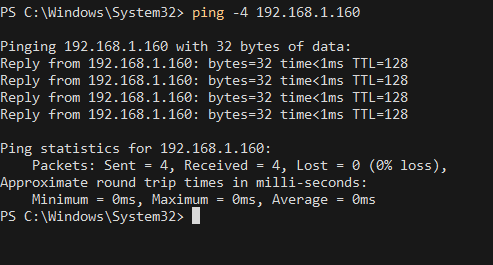 PS C:\Windows\System32> ping -4 192.168.1.160
Pinging 192.168.1.160 with 32 bytes of data:
Reply from 192.168.1.160: bytes=32 time<1ms TTL=128
Reply from 192.168.1.160: bytes=32 time<1ms TTL=128
Reply from 192.168.1.160: bytes=32 time<1ms TTL=128
Reply from 192.168.1.160: bytes=32 time<1ms TTL=128
Ping statistics for 192.168.1.160:
    Packets: Sent = 4, Received = 4, Lost = 0 (0% loss),
Approximate round trip times in milli-seconds:
    Minimum = 0ms, Maximum = 0ms, Average = 0ms
PS C:\Windows\System32>